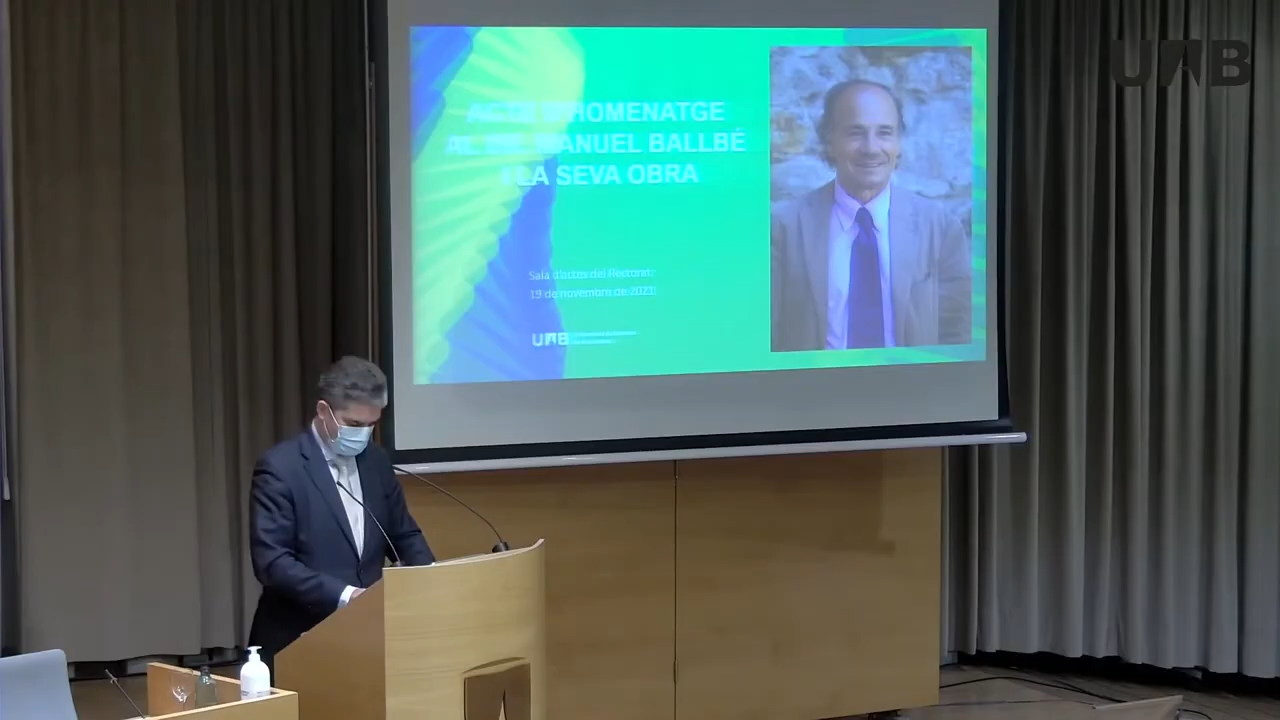 ACTE D'HOMENATGE
AL DR. MANUEL BALLBÉ
I LA SEVA OBRA
Sala d'actes del Rectorat
19 de novembre de 2021
UAB
UAB